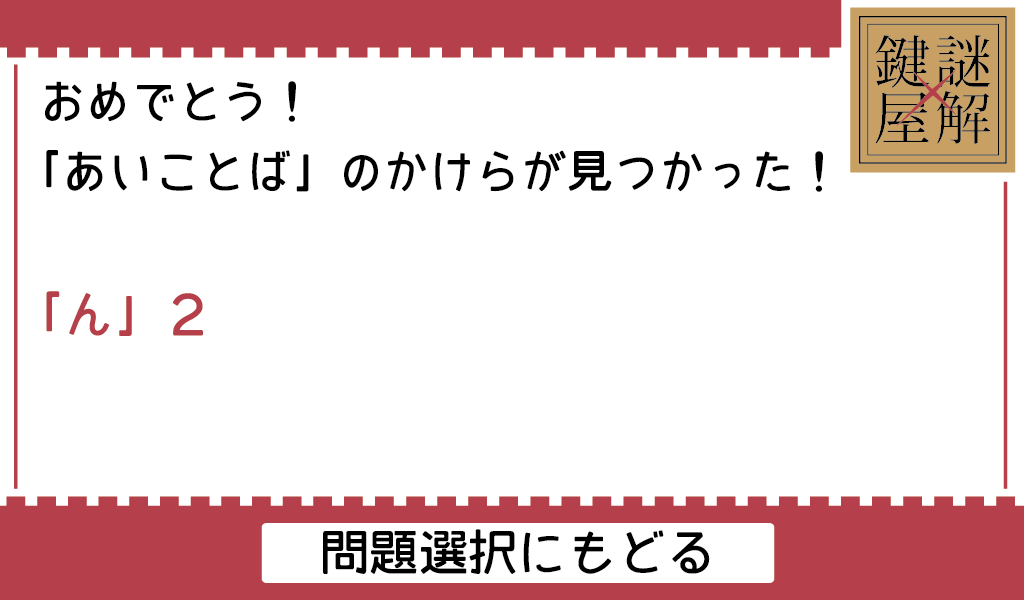 おめでとう！
「あいことば」のかけらが見つかった！
「ん」２
謎解
×
鍵屋
問題選択にもどる